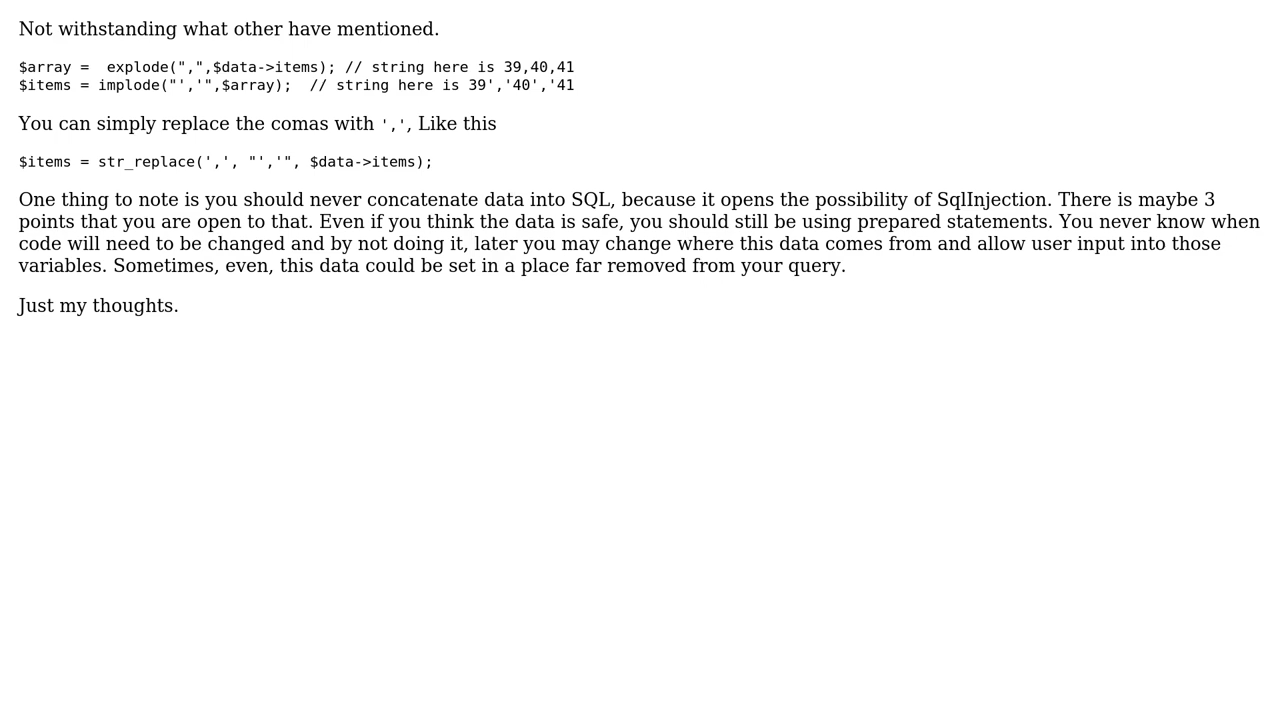 Not withstanding what other have mentioned.
$array =  explode(",",$data->items); // string here is 39,40,41
$items = implode("','",$array);  // string here is 39','40','41
You can simply replace the comas with ',', Like this
$items = str_replace(',', "','", $data->items);
One thing to note is you should never concatenate data into SQL, because it opens the possibility of SqlInjection. There is maybe 3
points that you are open to that. Even if you think the data is safe, you should still be using prepared statements. You never know when
code will need to be changed and by not doing it, later you may change where this data comes from and allow user input into those
variables. Sometimes, even, this data could be set in a place far removed from your query.
Just my thoughts.